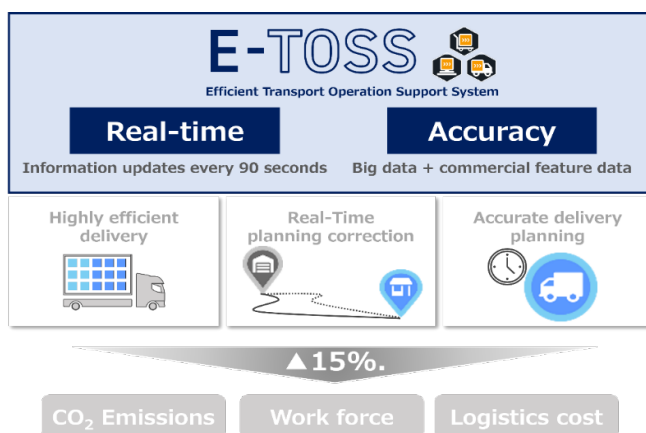 E-TOSS
Efficient Transport Operation Support System
Real-time
Accuracy
Information updates every 90 seconds
Big data + commercial feature data
Highly efficient
delivery
Real-Time
planning correction
Accurate delivery
planning
▲15%.
CO₂ Emissions
Work force
Logistics cost